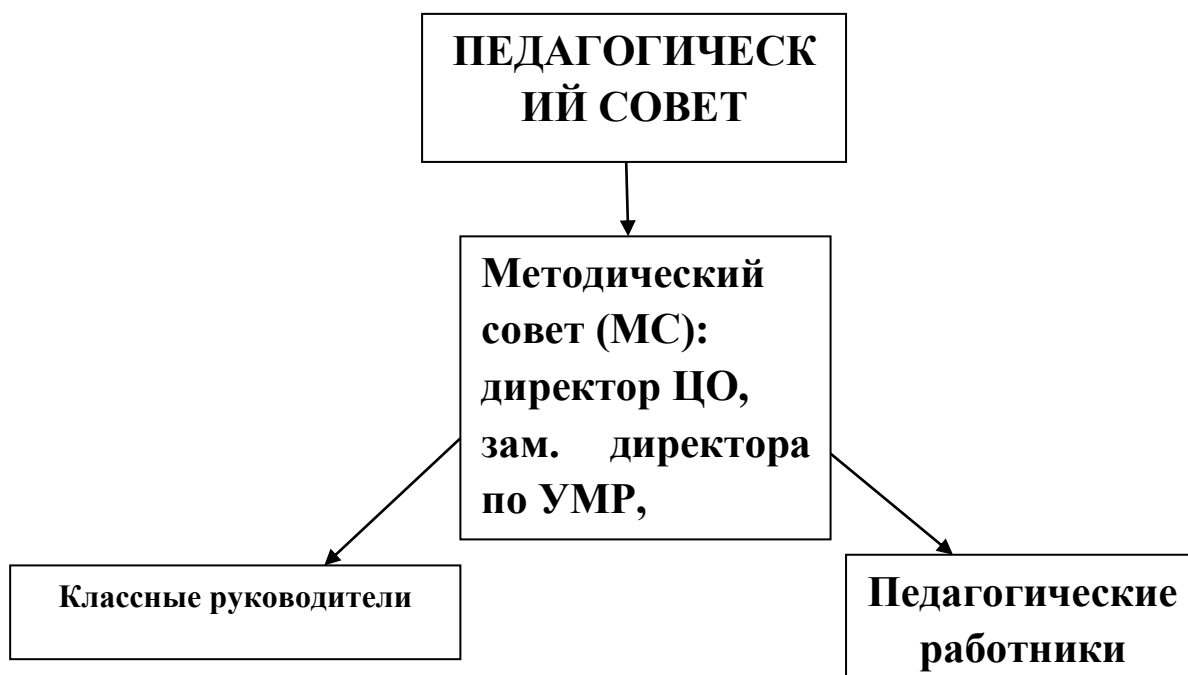 ПЕДАГОГИЧЕСК
ИЙ СОВЕТ
Методический
совет (МС):
директор ЦО,
зам. директора
по УМР,
Классные руководители
Педагогические
работники